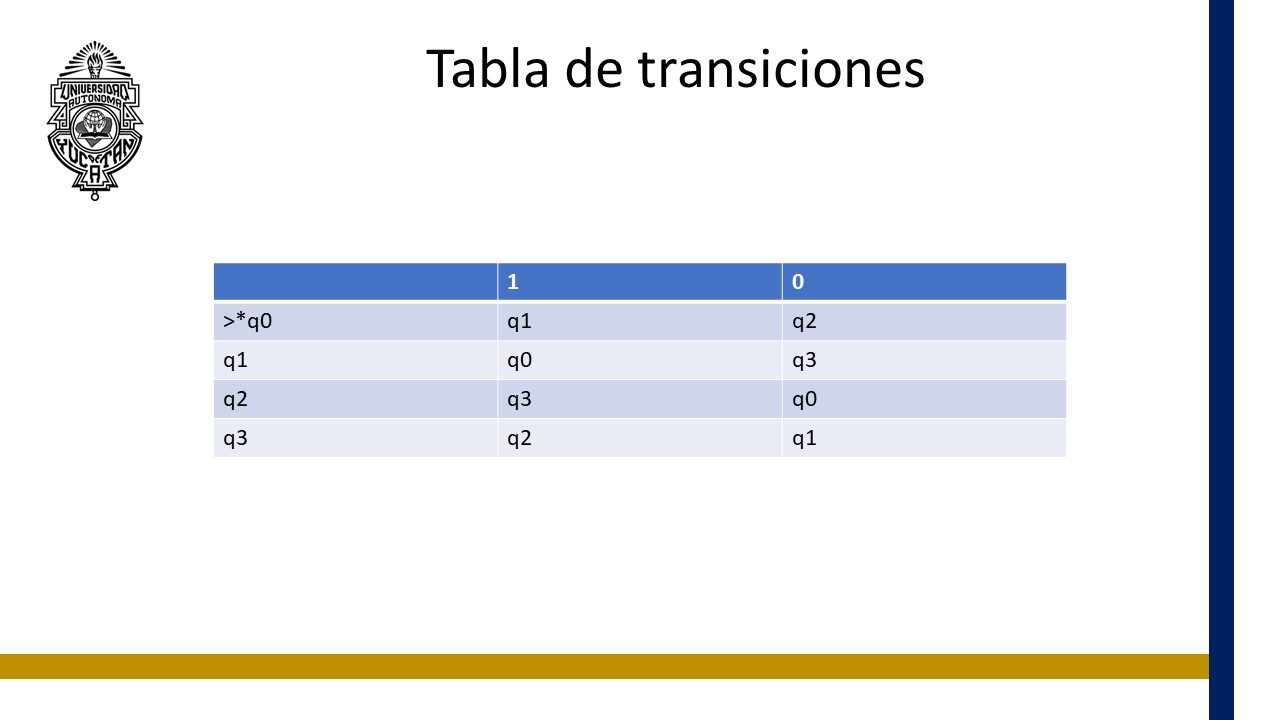 UNIVERSIDAD
AUTONOMA
YUCATAN
Tabla de transiciones
1 0
>*q0 q1 q2
q1 q0 q3
q2 q3 q0
q3 q2 q1